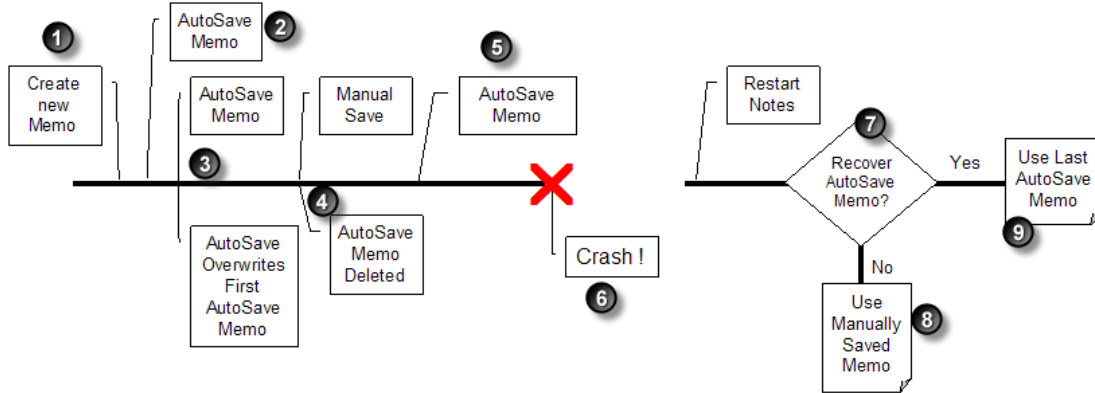 1
Create
new
Memo
AutoSave
Memo
2
AutoSave
Memo
3
AutoSave
Overwrites
First
AutoSave
Memo
Manual
Save
4
AutoSave
Memo
Deleted
5
AutoSave
Memo
Crash !
6
Restart
Notes
7
Recover
AutoSave
Memo?
Yes
Use Last
AutoSave
Memo
9
No
Use
Manually
Saved
Memo
8